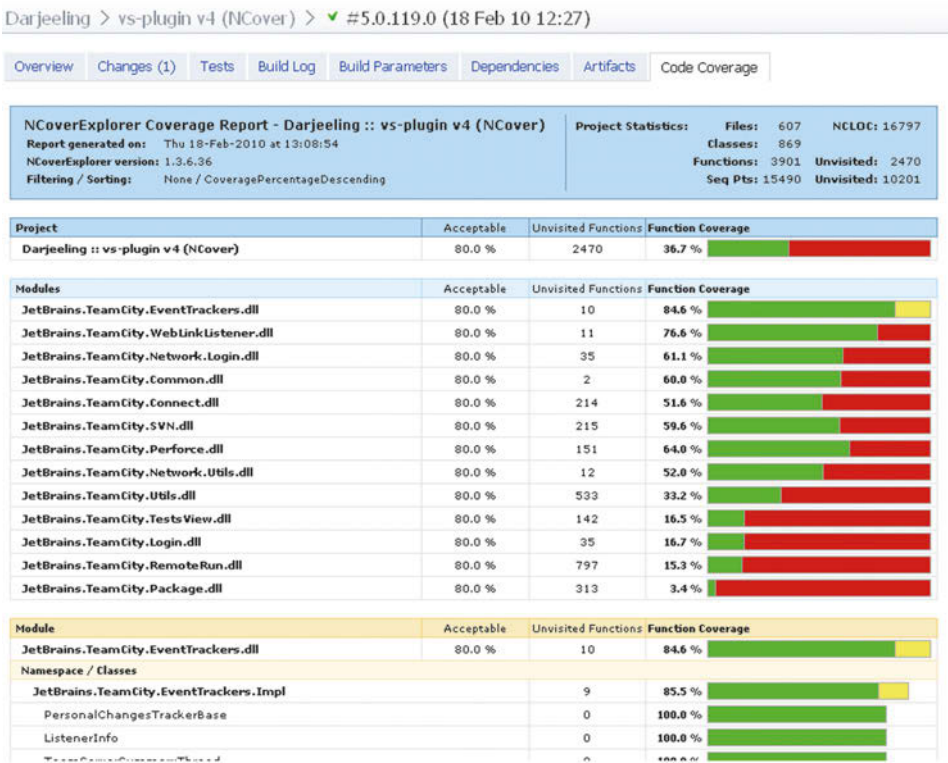 Darjeeling > vs-plugin v4 (NCover) > #5.0.119.0 (18 Feb 10 12:27)
Overview Changes (1) Tests Build Log Build Parameters Dependencies Artifacts Code Coverage
NCoverExplorer Coverage Report - Darjeeling :: vs-plugin v4 (NCover) Project Statistics: Files: 607 NCLOC: 16797
Report generated on: Thu 18-Feb-2010 at 13:08:54 Classes: 869
NCoverExplorer version: 1.3.6.36 Functions: 3901 Unvisited: 2470
Filtering / Sorting: None / CoveragePercentageDescending Seq Pts: 15490 Unvisited: 10201
Project Acceptable Unvisited Functions Function Coverage
Darjeeling :: vs-plugin v4 (NCover) 80.0 % 2470 36.7 %
Modules Acceptable Unvisited Functions Function Coverage
JetBrains.TeamCity.EventTrackers.dll 80.0 % 10 84.6 %
JetBrains.TeamCity.WebLinkListener.dll 80.0 % 11 76.6 %
JetBrains.TeamCity.Network.Login.dll 80.0 % 35 61.1 %
JetBrains.TeamCity.Common.dll 80.0 % 2 60.0 %
JetBrains.TeamCity.Connect.dll 80.0 % 214 51.6 %
JetBrains.TeamCity.SVN.dll 80.0 % 215 59.6 %
JetBrains.TeamCity.Perforce.dll 80.0 % 151 64.0 %
JetBrains.TeamCity.Network.Utils.dll 80.0 % 12 52.0 %
JetBrains.TeamCity.Utils.dll 80.0 % 533 33.2 %
JetBrains.TeamCity.TestsView.dll 80.0 % 142 16.5 %
JetBrains.TeamCity.Login.dll 80.0 % 35 16.7 %
JetBrains.TeamCity.RemoteRun.dll 80.0 % 797 15.3 %
JetBrains.TeamCity.Package.dll 80.0 % 313 3.4 %
Module Acceptable Unvisited Functions Function Coverage
JetBrains.TeamCity.EventTrackers.dll 80.0 % 10 84.6 %
Namespace / Classes
JetBrains.TeamCity.EventTrackers.Impl 9 85.5 %
PersonalChangesTrackerBase 0 100.0 %
ListenerInfo 0 100.0 %